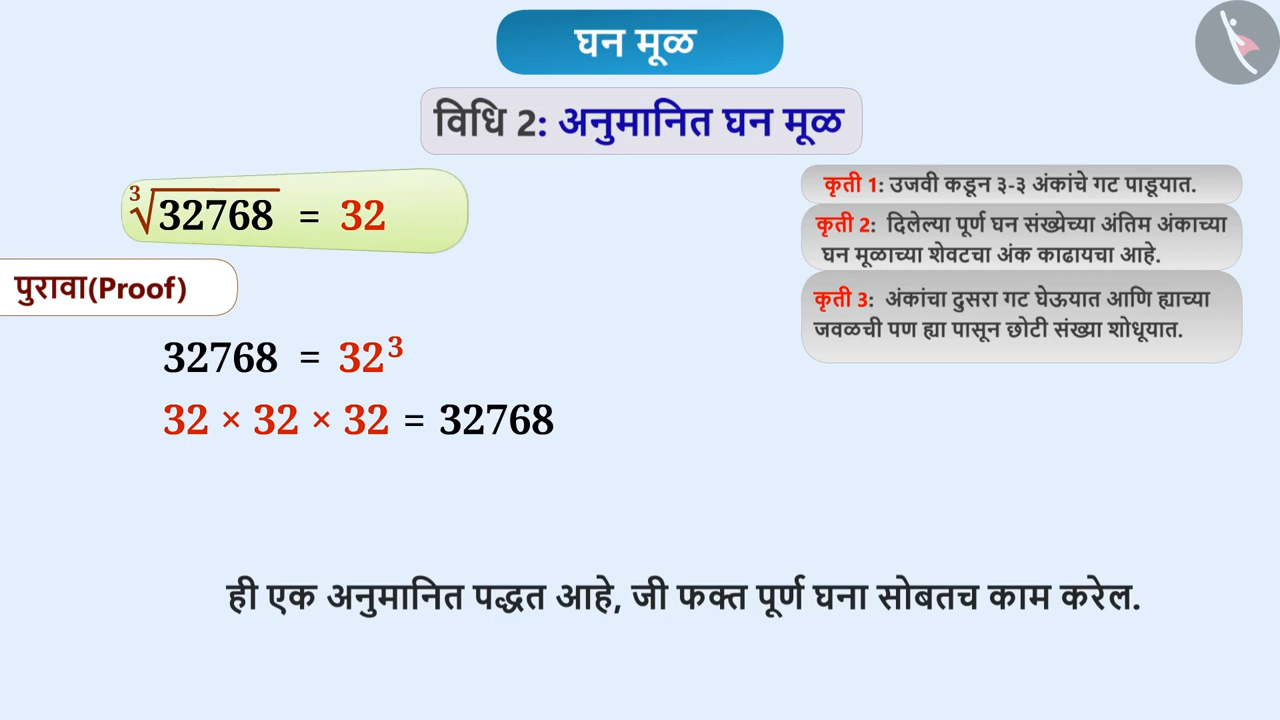 घन मूळ
विधि 2: अनुमानित घन मूळ
∛32768 = 32
पुरावा(Proof)
32768 = 32³
32 × 32 × 32 = 32768
कृती 1: उजवी कडून ३-३ अंकांचे गट पाडूयात.
कृती 2: दिलेल्या पूर्ण घन संख्येच्या अंतिम अंकाच्या
घन मूळाच्या शेवटचा अंक काढायचा आहे.
कृती 3: अंकांचा दुसरा गट घेऊयात आणि ह्याच्या
जवळची पण ह्या पासून छोटी संख्या शोधूयात.
ही एक अनुमानित पद्धत आहे, जी फक्त पूर्ण घना सोबतच काम करेल.